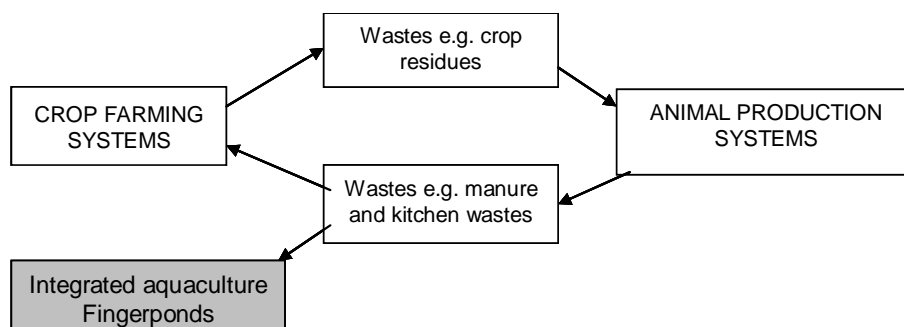 Wastes e.g. crop
residues
CROP FARMING
SYSTEMS
ANIMAL PRODUCTION
SYSTEMS
Wastes e.g. manure
and kitchen wastes
Integrated aquaculture
Fingerponds